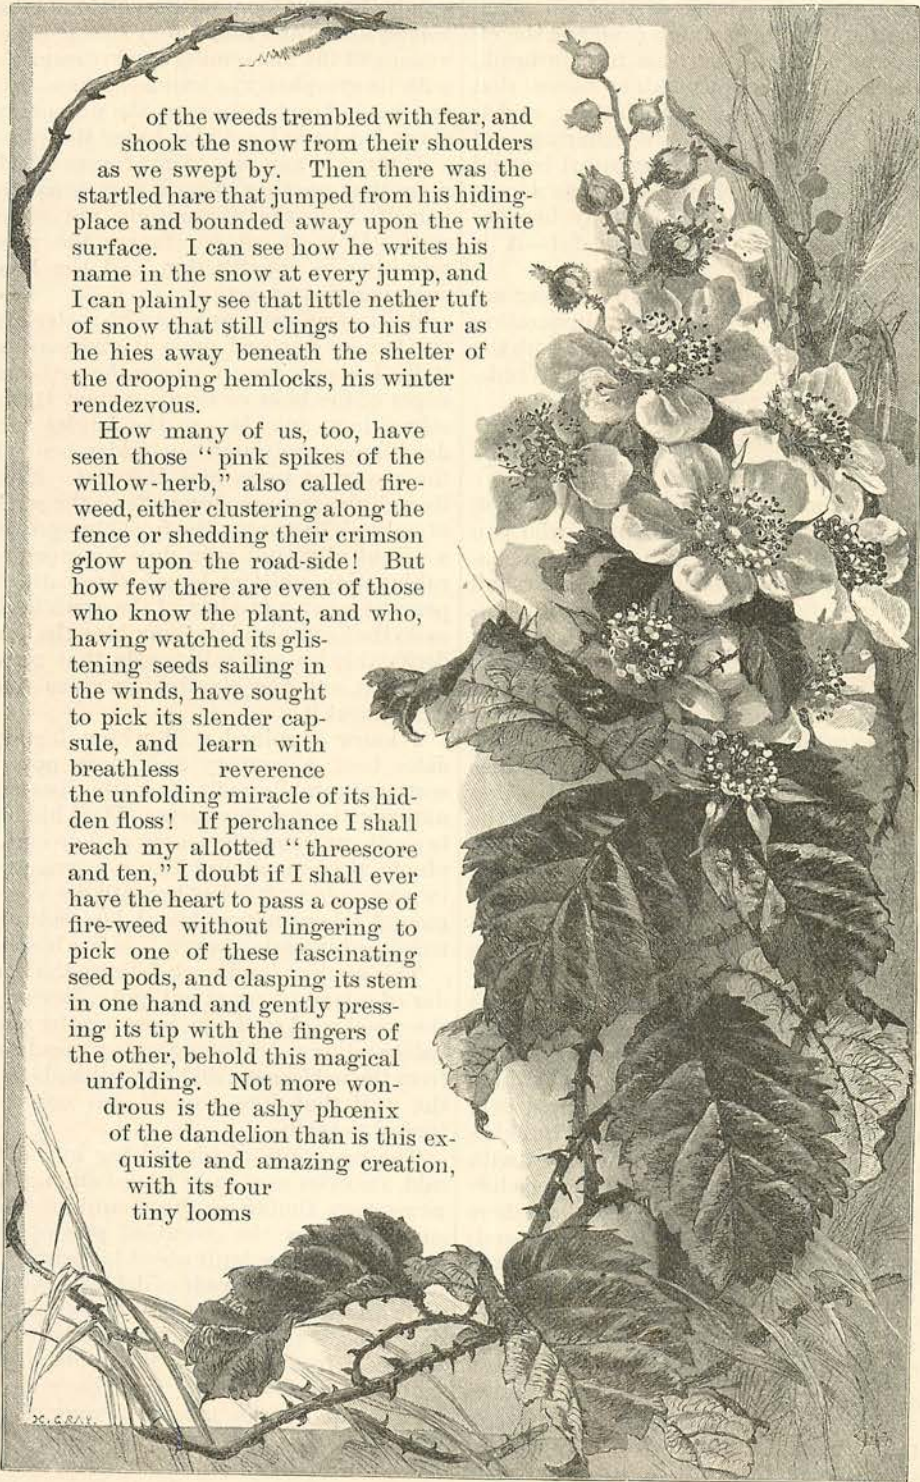 of the weeds trembled with fear, and
shook the snow from their shoulders
as we swept by. Then there was the
startled hare that jumped from his hiding-
place and bounded away upon the white
surface. I can see how he writes his
name in the snow at every jump, and
I can plainly see that little nether tuft
of snow that still clings to his fur as
he hies away beneath the shelter of
the drooping hemlocks, his winter
rendezvous.
How many of us, too, have
seen those “pink spikes of the
willow-herb,” also called fire-
weed, either clustering along the
fence or shedding their crimson
glow upon the road-side! But
how few there are even of those
who know the plant, and who,
having watched its glis-
tening seeds sailing in
the winds, have sought
to pick its slender cap-
sule, and learn with
breathless reverence
the unfolding miracle of its hid-
den floss! If perchance I shall
reach my allotted “threescore
and ten,” I doubt if I shall ever
have the heart to pass a copse of
fire-weed without lingering to
pick one of these fascinating
seed pods, and clasping its stem
in one hand and gently press-
ing its tip with the fingers of
the other, behold this magical
unfolding. Not more won-
drous is the ashy phœnix
of the dandelion than is this ex-
quisite and amazing creation,
with its four
tiny looms